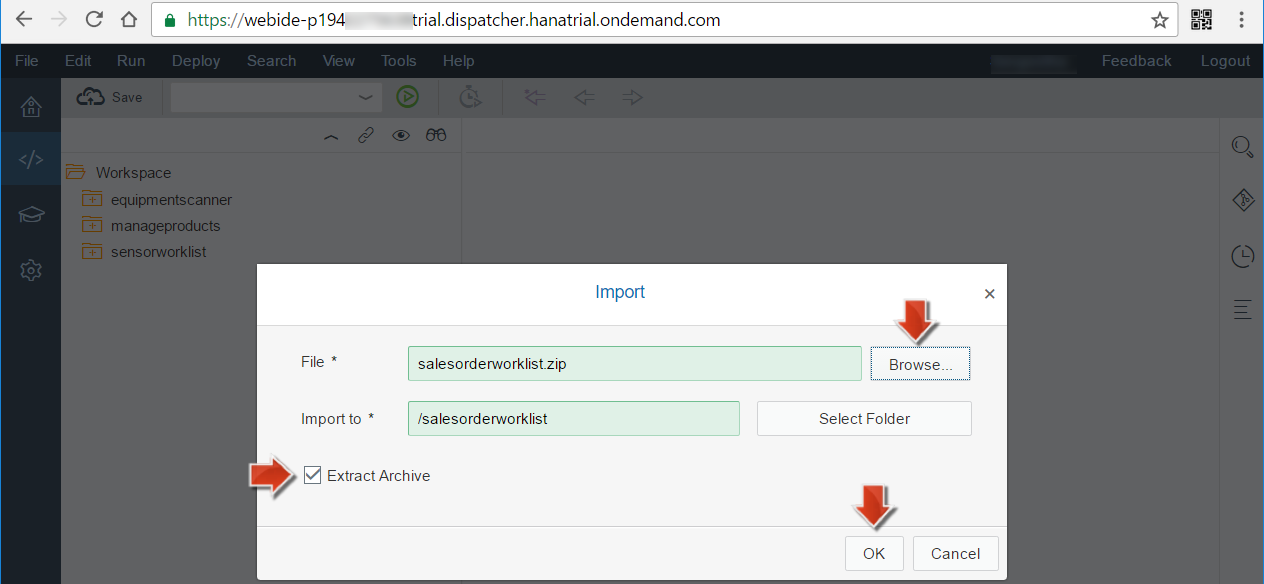 https://webide-p194 trial.dispatcher.hanatrial.ondemand.com
File Edit Run Deploy Search View Tools Help Feedback Logout
Save
Workspace
equipmentscanner
manageproducts
sensorworklist
Import
File * salesorderworklist.zip Browse...
Import to * /salesorderworklist Select Folder
Extract Archive
OK Cancel